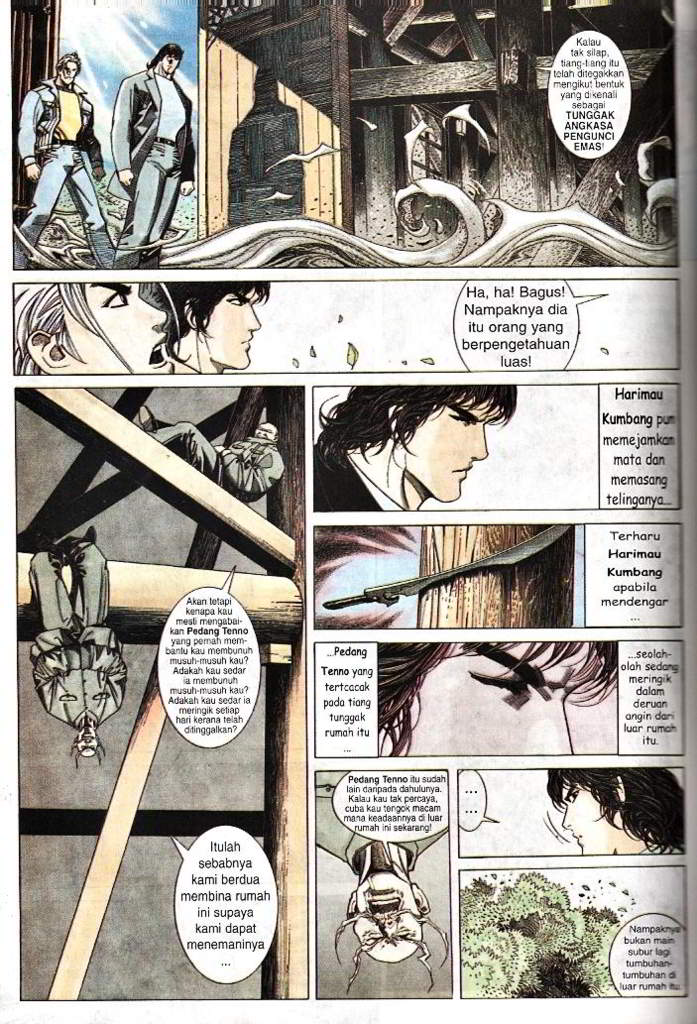 Kalau
tak silap,
tiang-tiang itu
telah ditegakkan
mengikut bentuk
yang dikenali
sebagai
TUNGGAK
ANGKASA
PENGUNCI
EMAS!
Ha, ha! Bagus!
Nampaknya dia
itu orang yang
berpengetahuan
luas!
Harimau
Kumbang pun
memejamkan
mata dan
memasang
telinganya...
Terharu
Harimau
Kumbang
apabila
mendengar
...
Akan tetapi
kenapa kau
mesti mengabai-
kan Pedang Tenno
yang pernah mem-
bantu kau membunuh
musuh-musuh kau?
Adakah kau sedar
ia membunuh
musuh-musuh kau?
Adakah kau sedar ia
meringik setiap
hari kerana telah
ditinggalkan?
...Pedang
Tenno yang
tertcacak
pada tiang
tunggak
rumah itu
...
...seolah-
olah sedang
meringik
dalam
deruan
angin dari
luar rumah
itu.
Itulah
sebabnya
kami berdua
membina rumah
ini supaya
kami dapat
menemaninya
...
Pedang Tenno itu sudah
lain daripada dahulunya.
Kalau kau tak percaya,
cuba kau tengok macam
mana keadaannya di luar
rumah ini sekarang!
...
...
Nampaknya
bukan main
subur lagi
tumbuhan-
tumbuhan di
luar rumah itu.